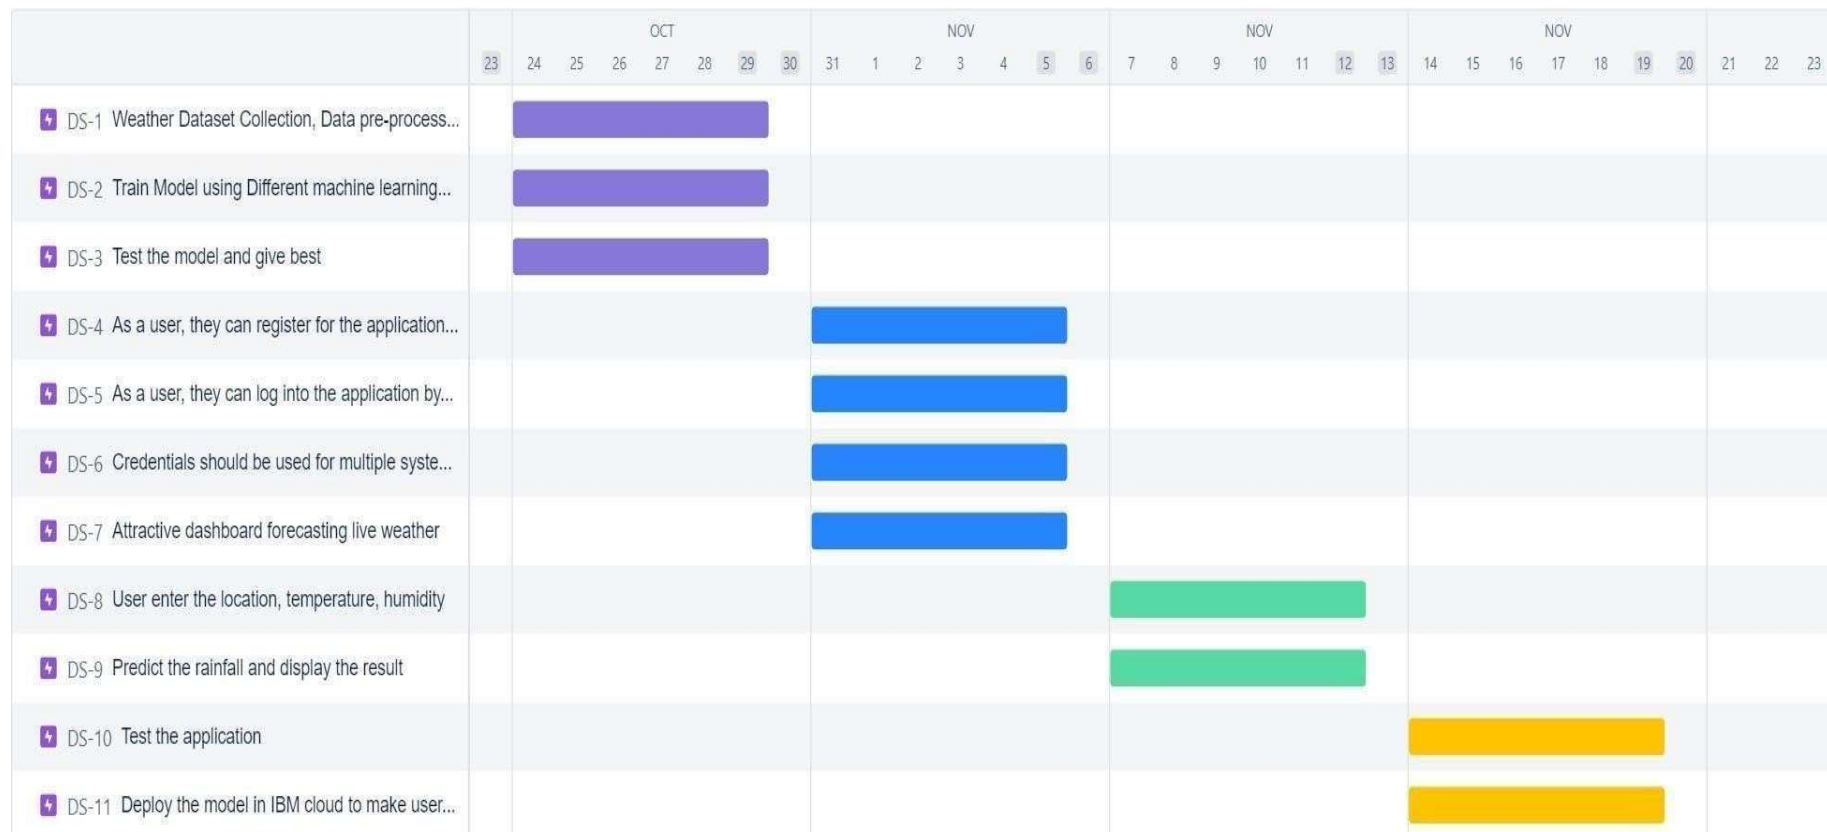 OCT NOV NOV NOV
23 24 25 26 27 28 29 30 31 1 2 3 4 5 6 7 8 9 10 11 12 13 14 15 16 17 18 19 20 21 22 23
DS-1 Weather Dataset Collection, Data pre-process...
DS-2 Train Model using Different machine learning...
DS-3 Test the model and give best
DS-4 As a user, they can register for the application...
DS-5 As a user, they can log into the application by...
DS-6 Credentials should be used for multiple syste...
DS-7 Attractive dashboard forecasting live weather
DS-8 User enter the location, temperature, humidity
DS-9 Predict the rainfall and display the result
DS-10 Test the application
DS-11 Deploy the model in IBM cloud to make user...